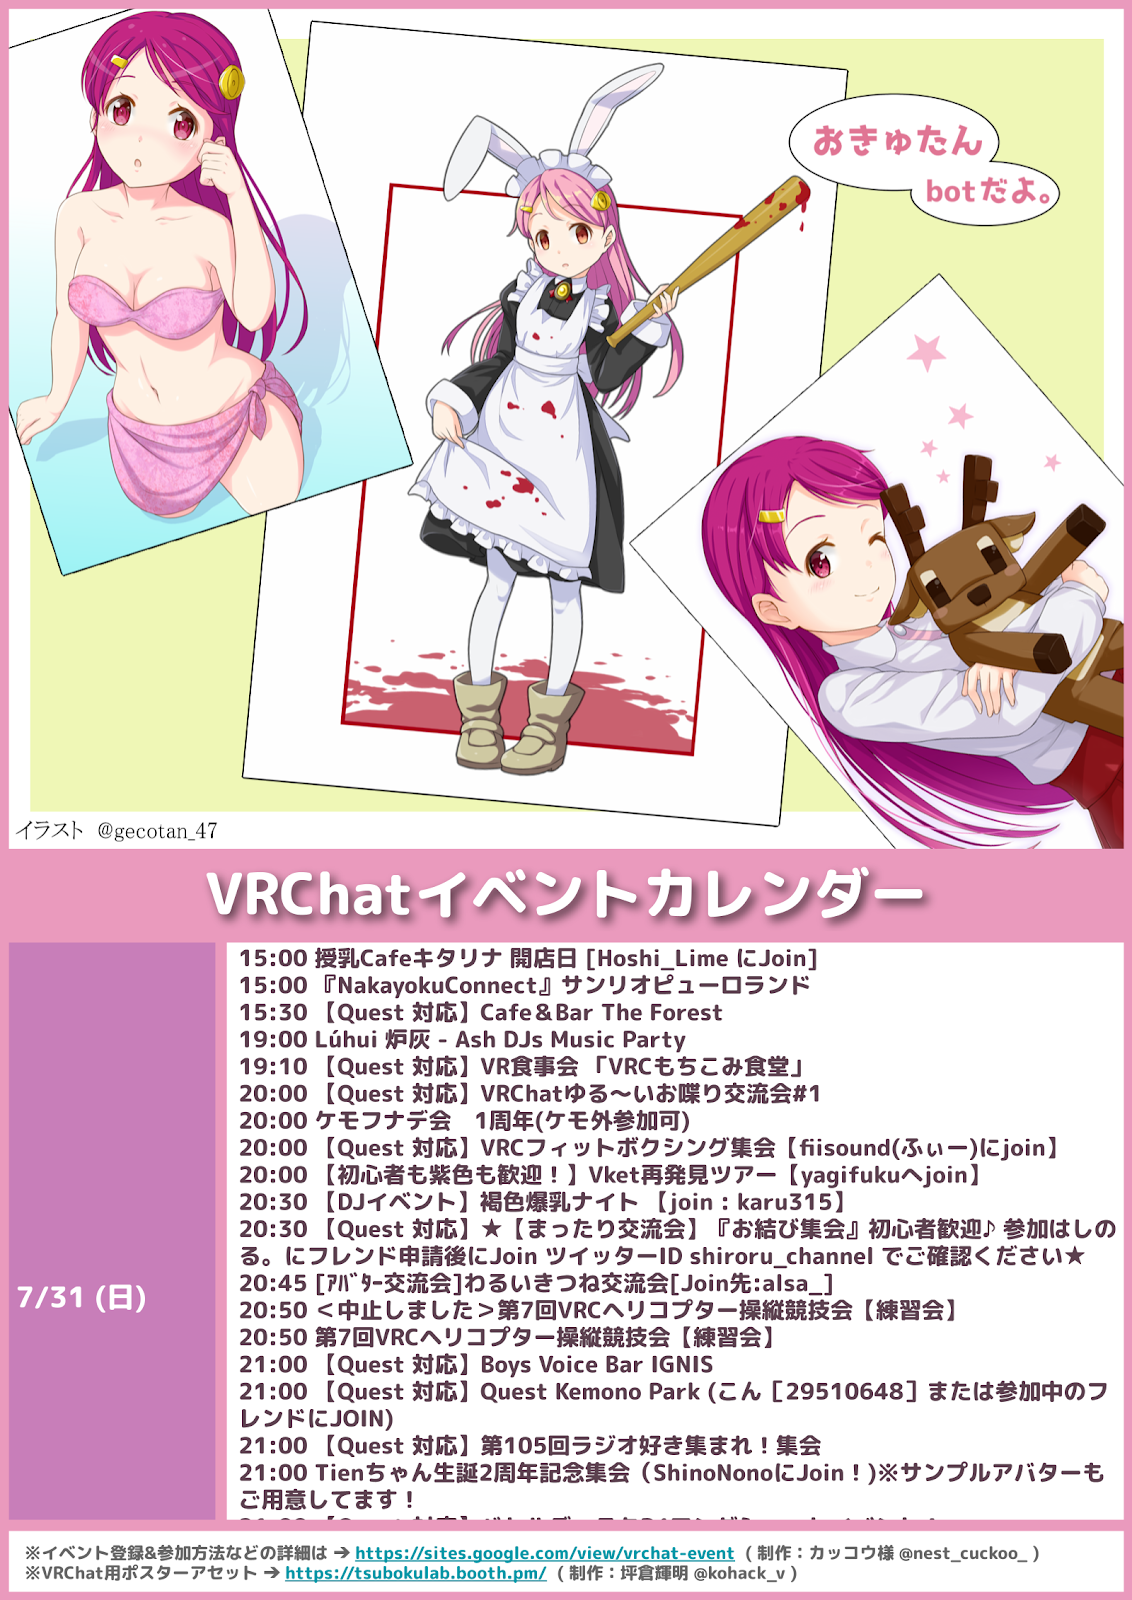 おきゅたん
botだよ。
イラスト @gecotan_47
VRChatイベントカレンダー
7/31 (日)
15:00 授乳Cafeキタリナ 開店日 [Hoshi_Lime にJoin]
15:00 『NakayokuConnect』サンリオピューロランド
15:30 【Quest 対応】Cafe＆Bar The Forest
19:00 Lúhui 炉灰 - Ash DJs Music Party
19:10 【Quest 対応】VR食事会 「VRCもちこみ食堂」
20:00 【Quest 対応】VRChatゆる〜いお喋り交流会#1
20:00 ケモフナデ会　1周年(ケモ外参加可)
20:00 【Quest 対応】VRCフィットボクシング集会【fiisound(ふぃー)にjoin】
20:00 【初心者も紫色も歓迎！】Vket再発見ツアー【yagifukuへjoin】
20:30 【DJイベント】褐色爆乳ナイト 【join：karu315】
20:30 【Quest 対応】★【まったり交流会】『お結び集会』初心者歓迎♪ 参加はしの
る。にフレンド申請後にJoin ツイッターID shiroru_channel でご確認ください★
20:45 [ｱﾊﾞﾀｰ交流会]わるいきつね交流会[Join先:alsa_]
20:50 ＜中止しました＞第7回VRCヘリコプター操縦競技会【練習会】
20:50 第7回VRCヘリコプター操縦競技会【練習会】
21:00 【Quest 対応】Boys Voice Bar IGNIS
21:00 【Quest 対応】Quest Kemono Park (こん［29510648］または参加中のフ
レンドにJOIN)
21:00 【Quest 対応】第105回ラジオ好き集まれ！集会
21:00 Tienちゃん生誕2周年記念集会（ShinoNonoにJoin！)※サンプルアバターも
ご用意してます！
※イベント登録&参加方法などの詳細は ➔ https://sites.google.com/view/vrchat-event ( 制作：カッコウ様 @nest_cuckoo_ )
※VRChat用ポスターアセット ➔ https://tsubokulab.booth.pm/ ( 制作：坪倉輝明 @kohack_v )